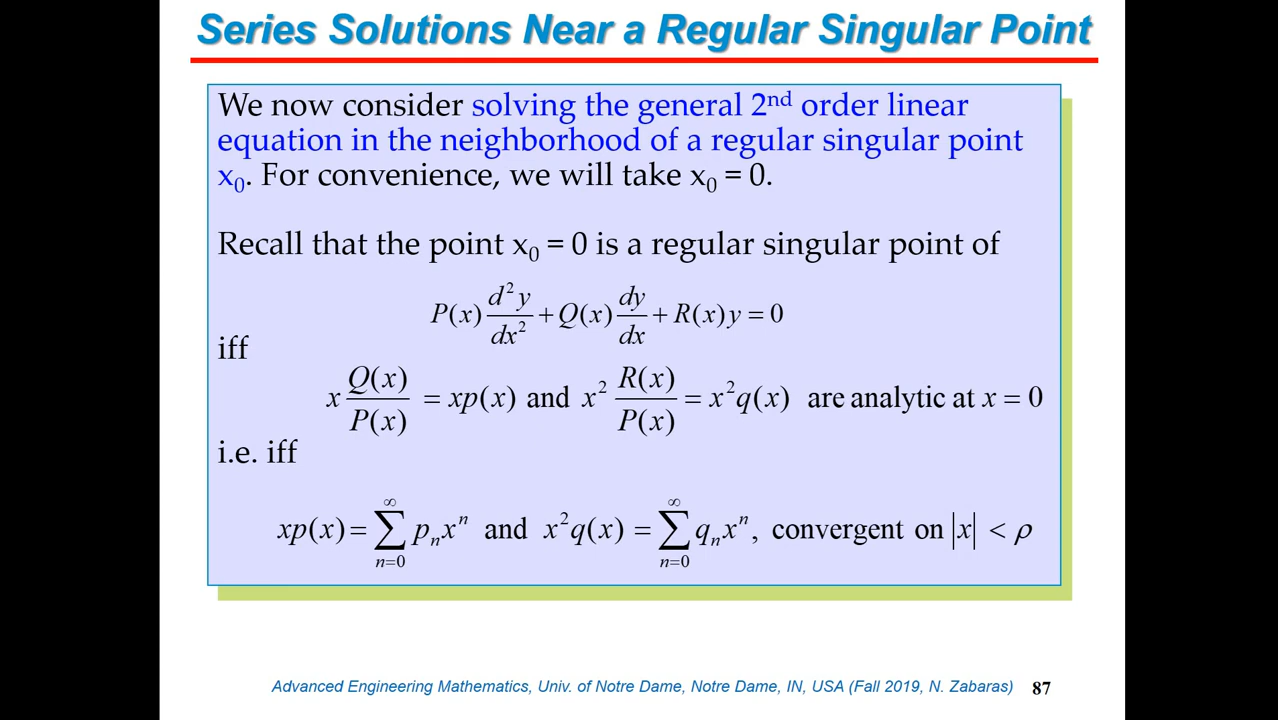 Series Solutions Near a Regular Singular Point
We now consider solving the general 2nd order linear
equation in the neighborhood of a regular singular point
x₀. For convenience, we will take x₀ = 0.
Recall that the point x₀ = 0 is a regular singular point of
P(x) d²y/dx² + Q(x) dy/dx + R(x)y = 0
iff
x Q(x)/P(x) = xp(x) and x² R(x)/P(x) = x²q(x) are analytic at x = 0
i.e. iff
xp(x) = ∑_{n=0}^{∞} pₙxⁿ and x²q(x) = ∑_{n=0}^{∞} qₙxⁿ, convergent on |x| < ρ
Advanced Engineering Mathematics, Univ. of Notre Dame, Notre Dame, IN, USA (Fall 2019, N. Zabaras) 87